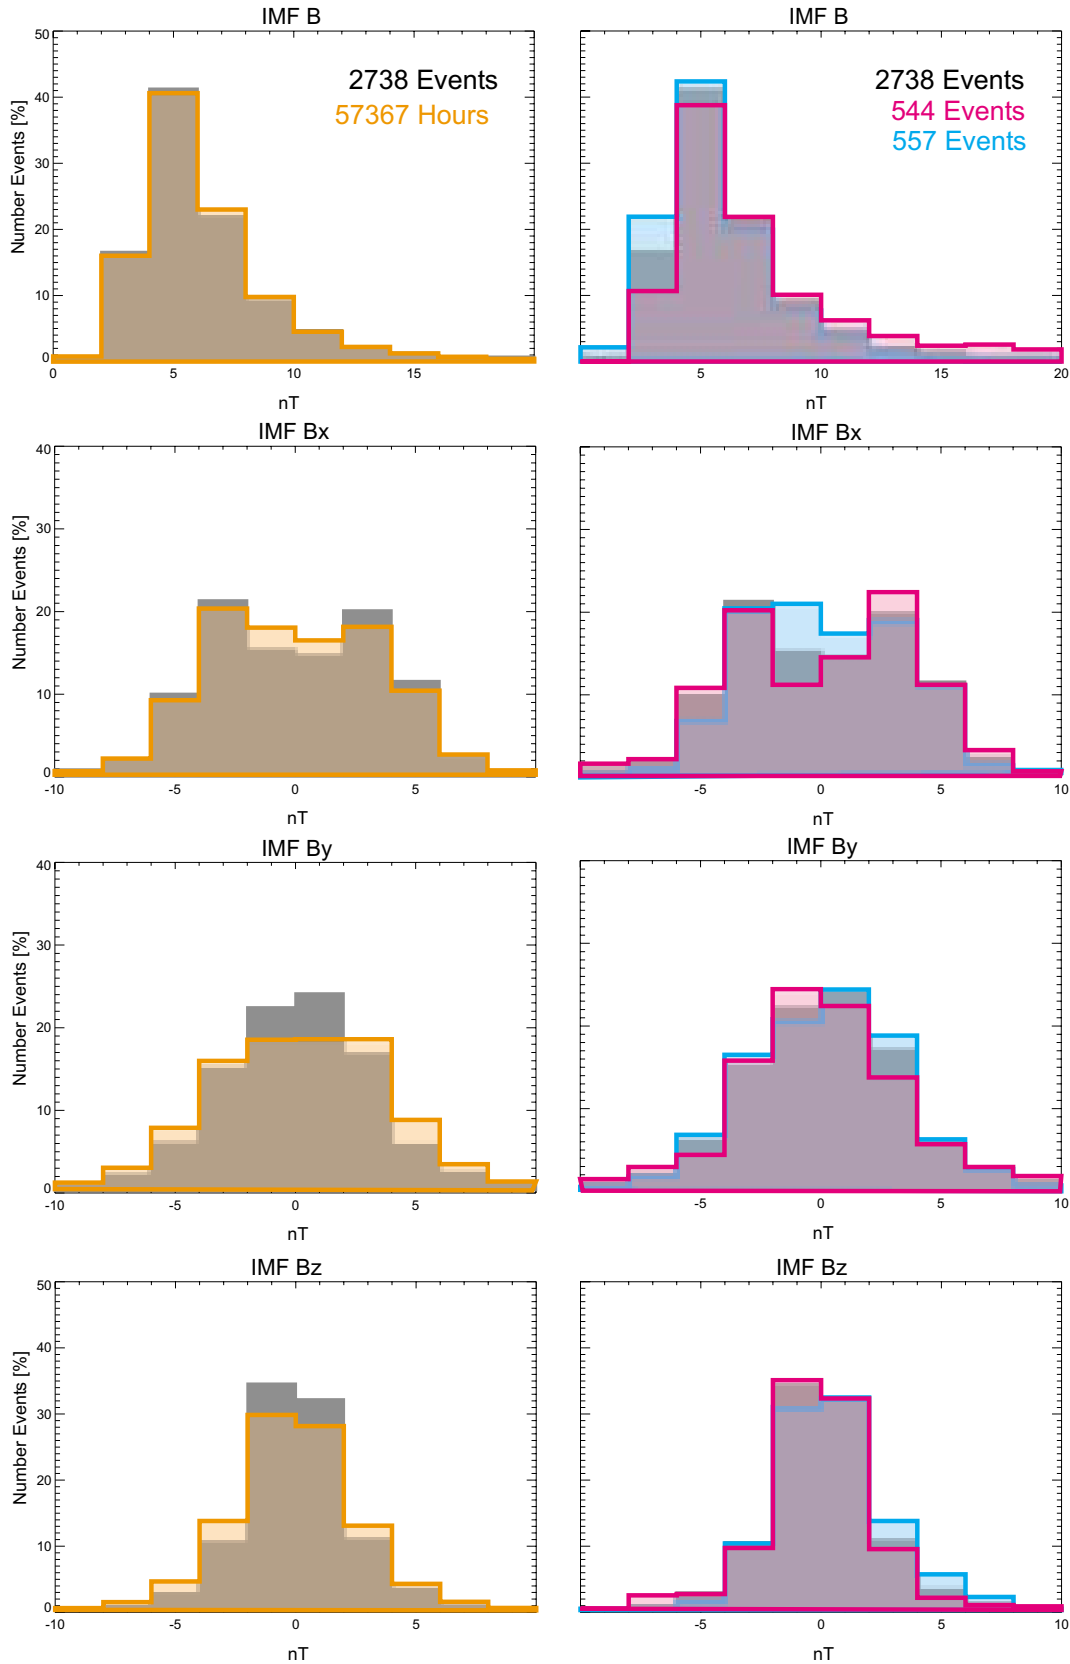 IMF B
50
40
30
20
10
0
Number Events [%]
2738 Events
57367 Hours
0 5 10 15
nT
IMF B
2738 Events
544 Events
557 Events
5 10 15 20
nT
IMF Bx
40
30
20
10
0
Number Events [%]
-10 -5 0 5
nT
IMF Bx
-5 0 5 10
nT
IMF By
40
30
20
10
0
Number Events [%]
-10 -5 0 5
nT
IMF By
-5 0 5 10
nT
IMF Bz
50
40
30
20
10
0
Number Events [%]
-10 -5 0 5
nT
IMF Bz
-5 0 5 10
nT